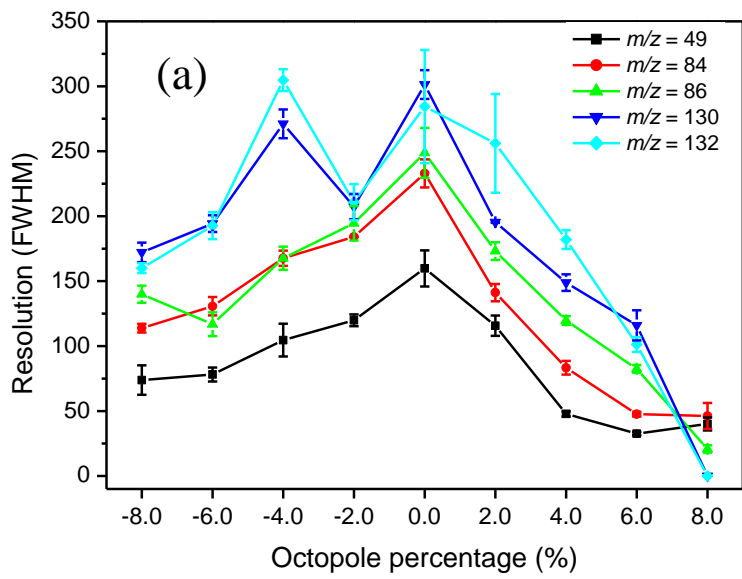 350
300
250
200
150
100
50
0
Resolution (FWHM)
(a)
m/z = 49
m/z = 84
m/z = 86
m/z = 130
m/z = 132
-8.0 -6.0 -4.0 -2.0 0.0 2.0 4.0 6.0 8.0
Octopole percentage (%)